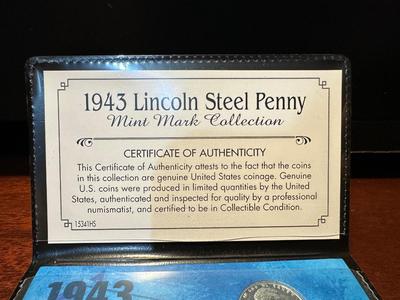 1943 Lincoln Steel Penny
Mint Mark Collection
CERTIFICATE OF AUTHENTICITY
This Certificate of Authenticity attests to the fact that the coins
in this collection are genuine United States coinage. Genuine
U.S. coins were produced in limited quantities by the United
States, authenticated and inspected for quality by a professional
numismatist, and certified to be in Collectible Condition.
15341HS
1943